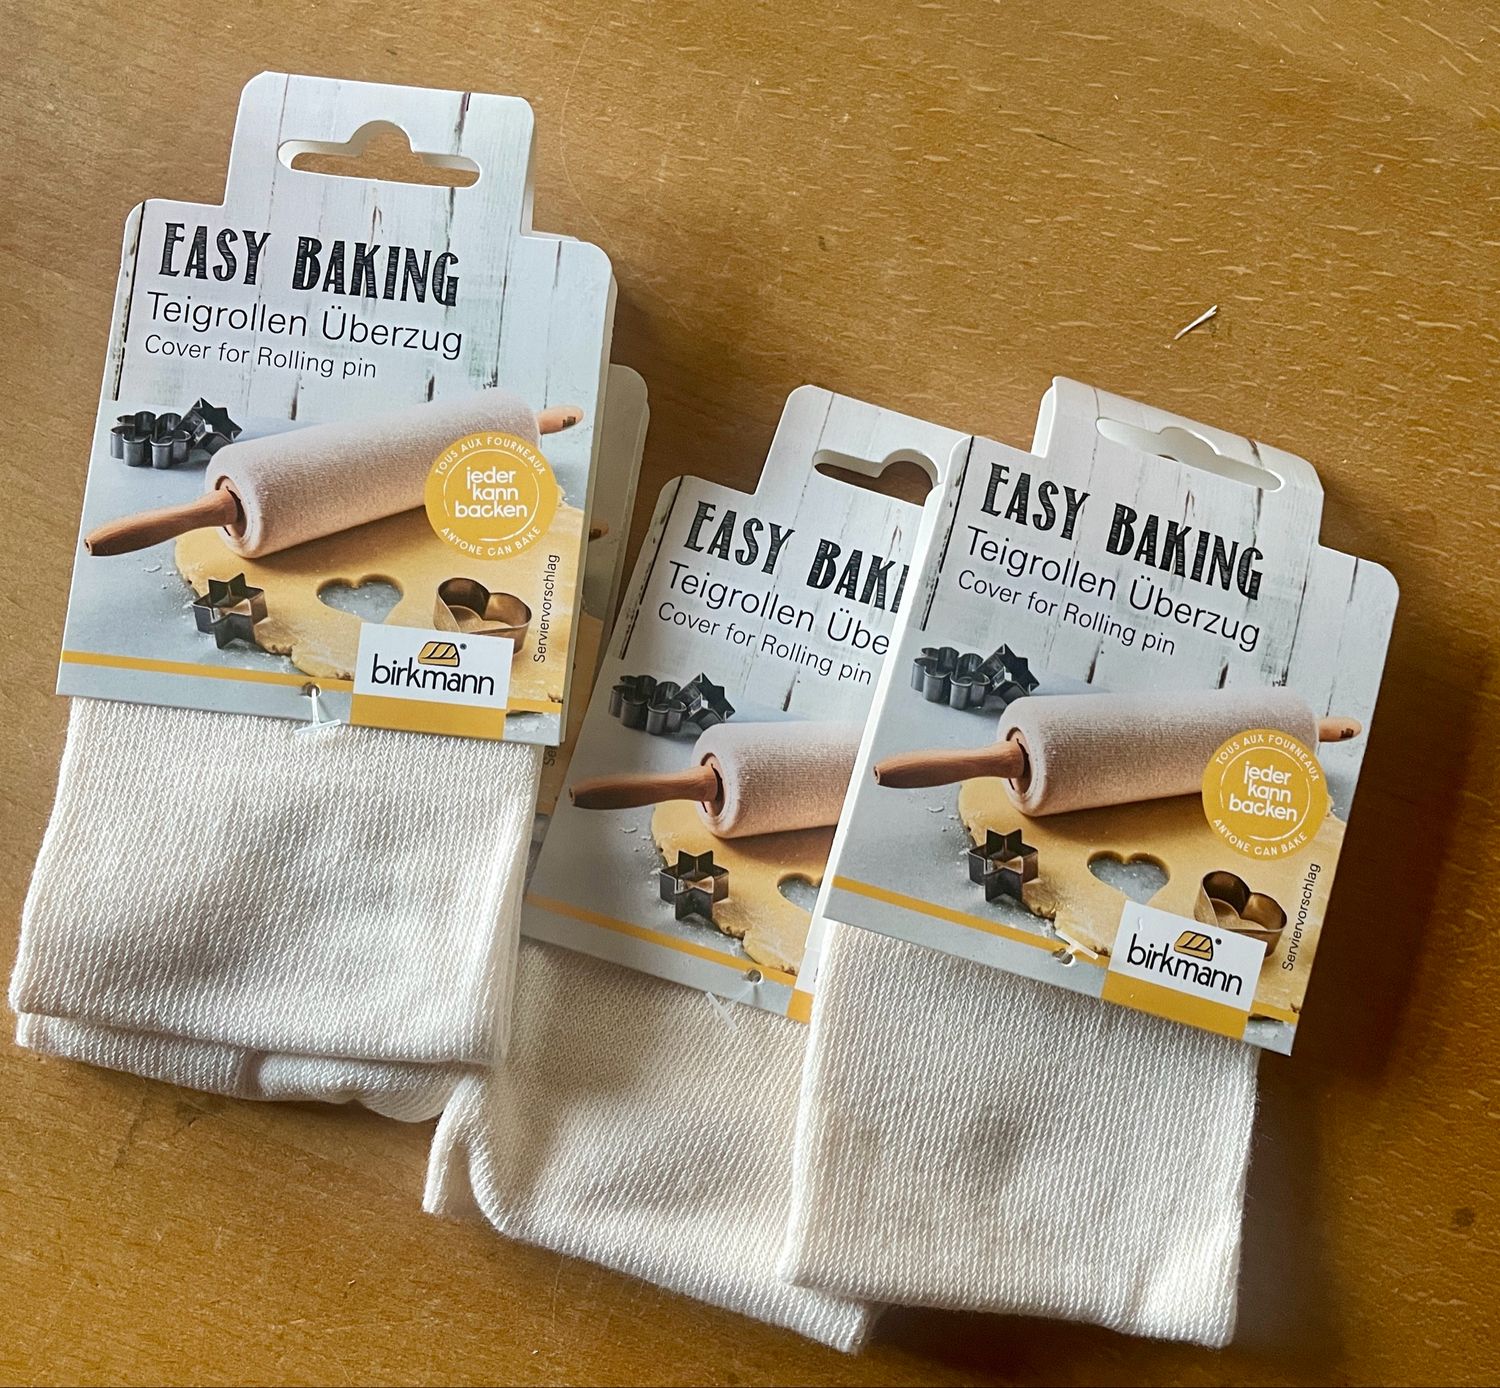 EASY BAKING
Teigrollen Überzug
Cover for Rolling pin
TOUS AUX FOURNEAUX
jeder
kann
backen
ANYONE CAN BAKE
Serviervorschlag
birkmann®
EASY BAKI
Teigrollen Übe
Cover for Rolling pin
EASY BAKING
Teigrollen Überzug
Cover for Rolling pin
TOUS AUX FOURNEAUX
jeder
kann
backen
ANYONE CAN BAKE
Serviervorschlag
birkmann®